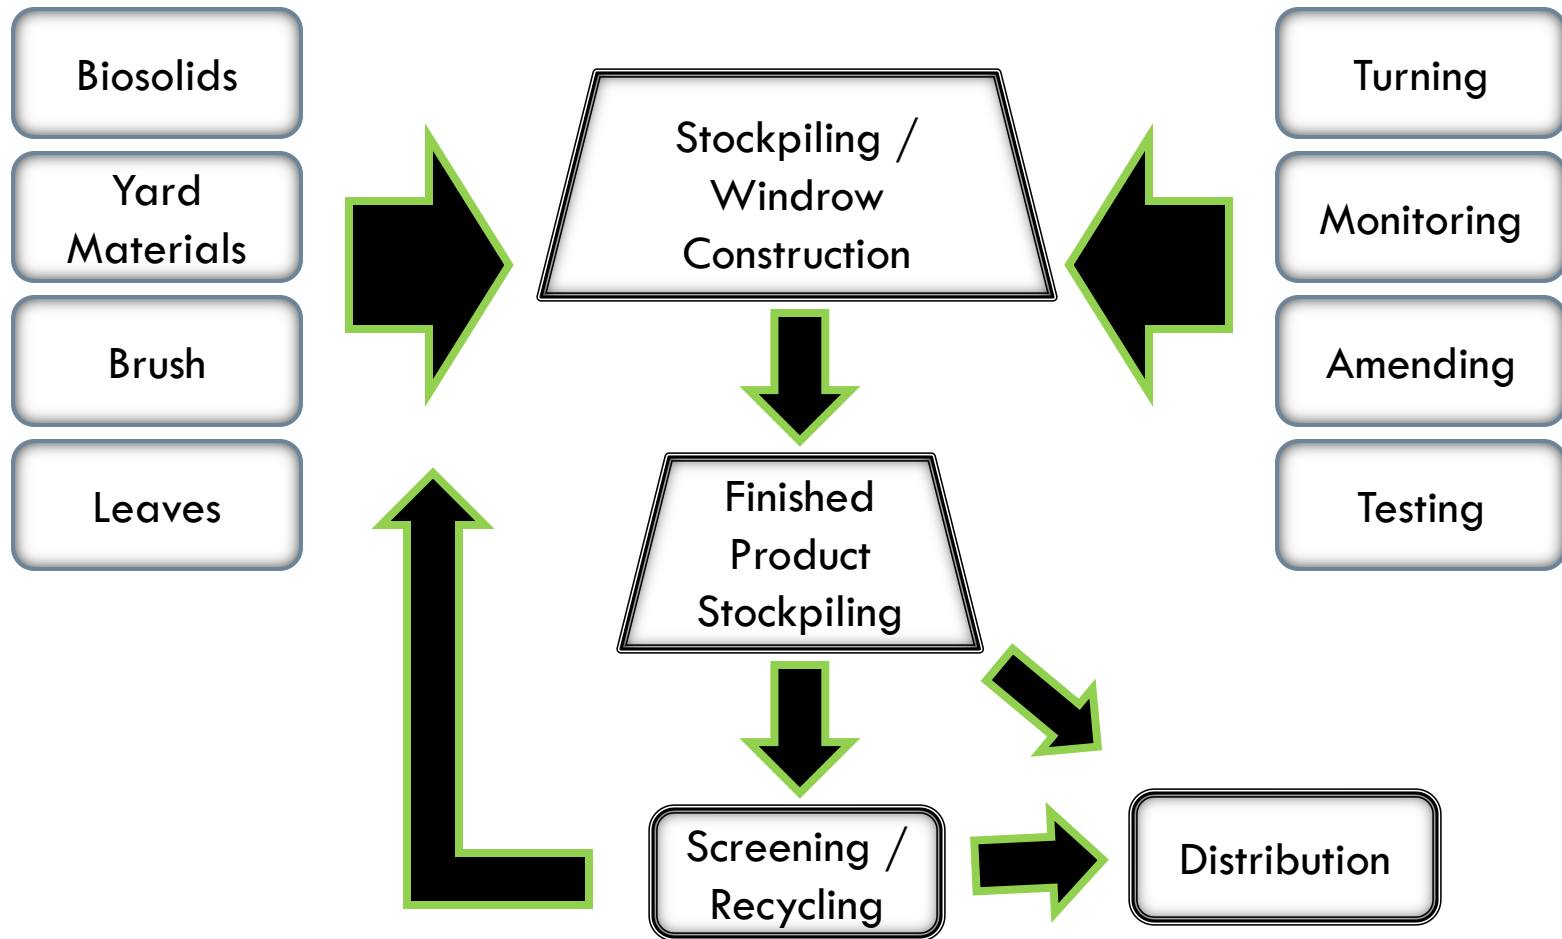 Biosolids
Yard
Materials
Brush
Leaves
Stockpiling /
Windrow
Construction
Turning
Monitoring
Amending
Testing
Finished
Product
Stockpiling
Screening /
Recycling
Distribution